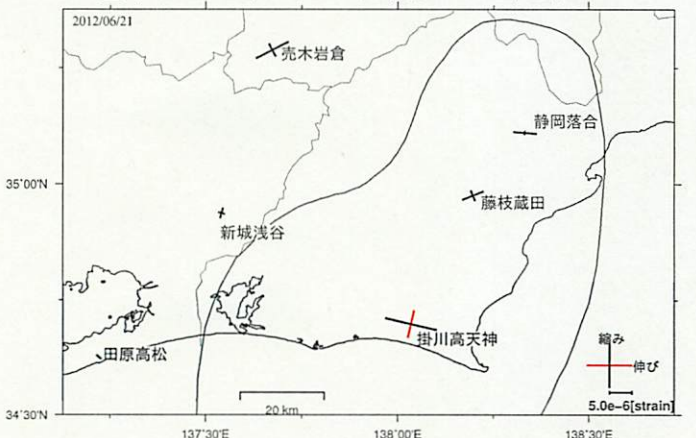 2012/06/21
売木岩倉
静岡落合
35°00'N
藤枝蔵田
新城浅谷
掛川高天神
縮み
田原高松
伸び
5.0e-6[strain]
20 km
34°30'N
137°30'E
138°00'E
138°30'E